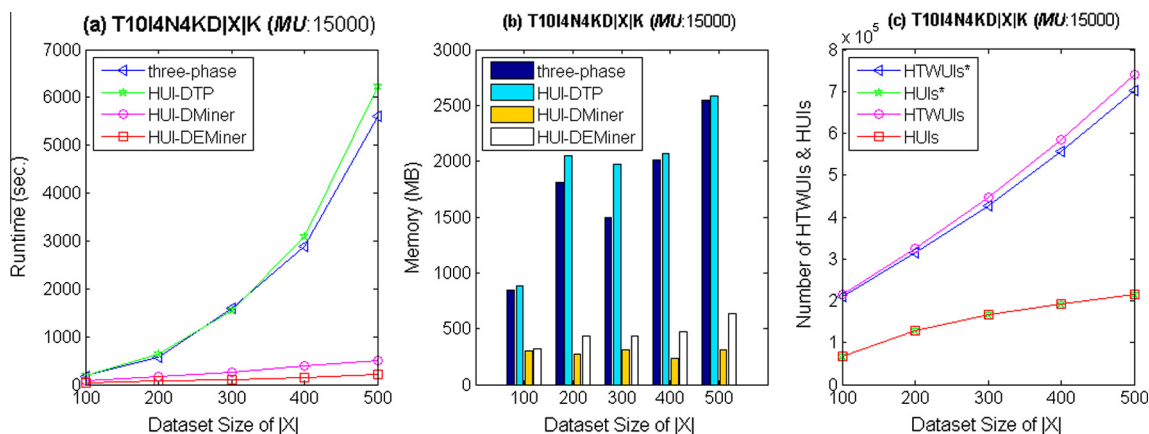 (a) T10I4N4KD|X|K (MU:15000)
Runtime (sec.)
7000
6000
5000
4000
3000
2000
1000
0
three-phase
HUI-DTP
HUI-DMiner
HUI-DEMiner
100 200 300 400 500
Dataset Size of |X|
(b) T10I4N4KD|X|K (MU:15000)
Memory (MB)
3000
2500
2000
1500
1000
500
0
three-phase
HUI-DTP
HUI-DMiner
HUI-DEMiner
100 200 300 400 500
Dataset Size of |X|
(c) T10I4N4KD|X|K (MU:15000)
x 10^5
Number of HTWUIs & HUIs
8
7
6
5
4
3
2
1
0
HTWUIs*
HUIs*
HTWUIs
HUIs
100 200 300 400 500
Dataset Size of |X|